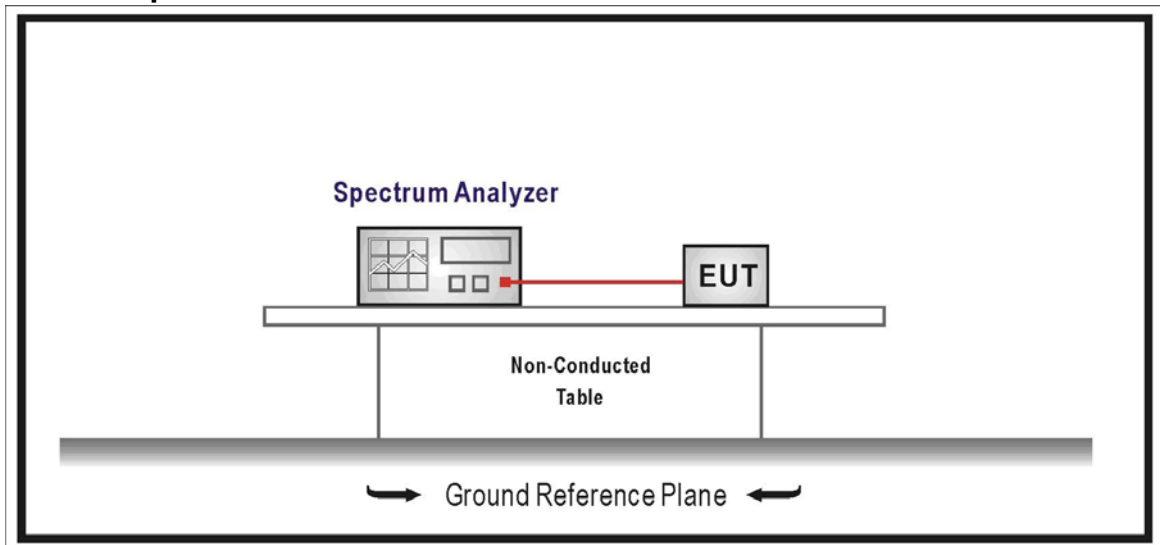 Spectrum Analyzer
EUT
Non-Conducted
Table
Ground Reference Plane